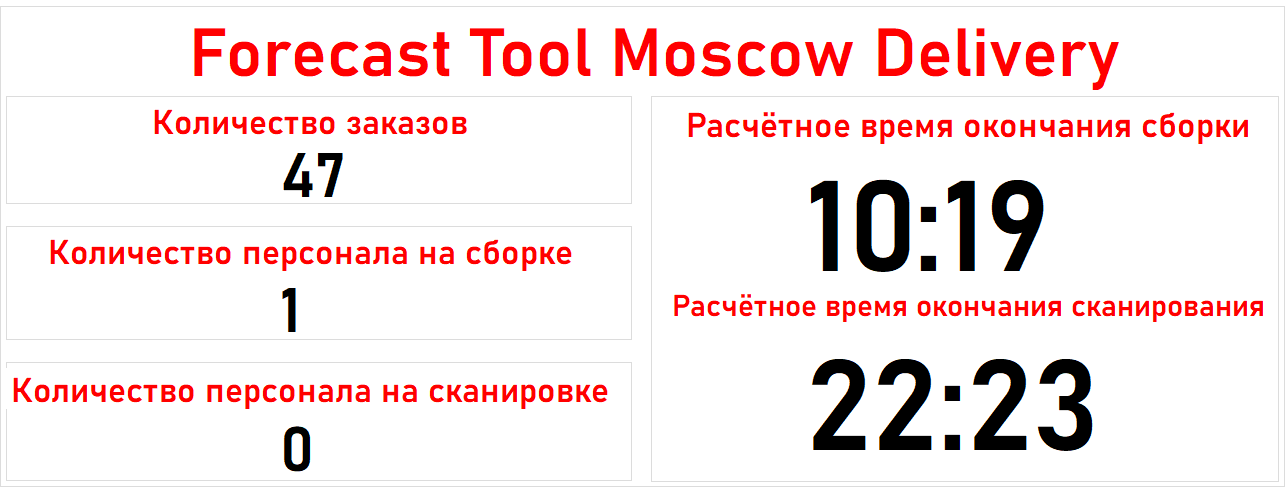 Forecast Tool Moscow Delivery
Количество заказов
47
Количество персонала на сборке
1
Количество персонала на сканировке
0
Расчётное время окончания сборки
10:19
Расчётное время окончания сканирования
22:23